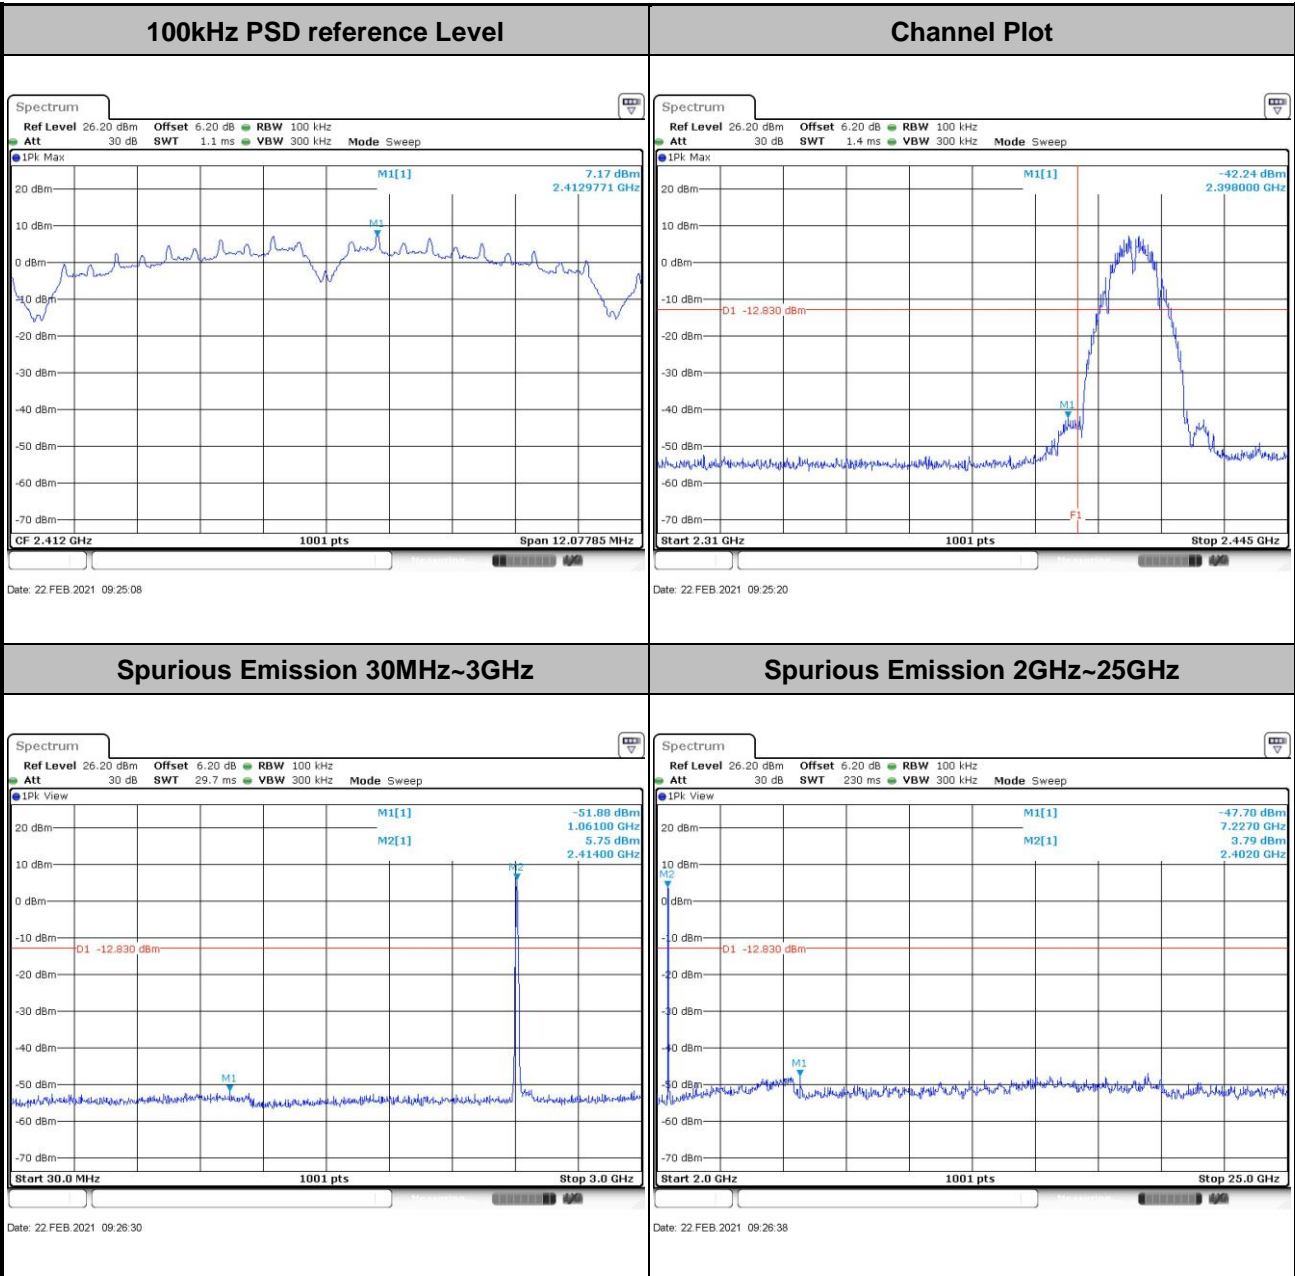 100kHz PSD reference Level
Channel Plot
Spectrum
Ref Level 26.20 dBm Offset 6.20 dB RBW 100 kHz
Att 30 dB SWT 1.1 ms VBW 300 kHz Mode Sweep
1Pk Max
M1[1] 7.17 dBm
2.4129771 GHz
20 dBm
10 dBm
M1
0 dBm
-10 dBm
-20 dBm
-30 dBm
-40 dBm
-50 dBm
-60 dBm
-70 dBm
CF 2.412 GHz 1001 pts Span 12.07785 MHz
Date: 22.FEB.2021 09:25:08
Spectrum
Ref Level 26.20 dBm Offset 6.20 dB RBW 100 kHz
Att 30 dB SWT 1.4 ms VBW 300 kHz Mode Sweep
1Pk Max
M1[1] -42.24 dBm
2.398000 GHz
20 dBm
10 dBm
0 dBm
-10 dBm
D1 -12.830 dBm
-20 dBm
-30 dBm
-40 dBm
M1
-50 dBm
-60 dBm
-70 dBm
F1
Start 2.31 GHz 1001 pts Stop 2.445 GHz
Date: 22.FEB.2021 09:25:20
Spurious Emission 30MHz~3GHz
Spurious Emission 2GHz~25GHz
Spectrum
Ref Level 26.20 dBm Offset 6.20 dB RBW 100 kHz
Att 30 dB SWT 29.7 ms VBW 300 kHz Mode Sweep
1Pk View
M1[1] -51.88 dBm
1.06100 GHz
M2[1] 5.75 dBm
2.41400 GHz
20 dBm
10 dBm
M2
0 dBm
-10 dBm
D1 -12.830 dBm
-20 dBm
-30 dBm
-40 dBm
-50 dBm
M1
-60 dBm
-70 dBm
Start 30.0 MHz 1001 pts Stop 3.0 GHz
Date: 22.FEB.2021 09:26:30
Spectrum
Ref Level 26.20 dBm Offset 6.20 dB RBW 100 kHz
Att 30 dB SWT 230 ms VBW 300 kHz Mode Sweep
1Pk View
M1[1] -47.70 dBm
7.2270 GHz
M2[1] 3.79 dBm
2.4020 GHz
20 dBm
10 dBm
M2
0 dBm
-10 dBm
D1 -12.830 dBm
-20 dBm
-30 dBm
-40 dBm
M1
-50 dBm
-60 dBm
-70 dBm
Start 2.0 GHz 1001 pts Stop 25.0 GHz
Date: 22.FEB.2021 09:26:38